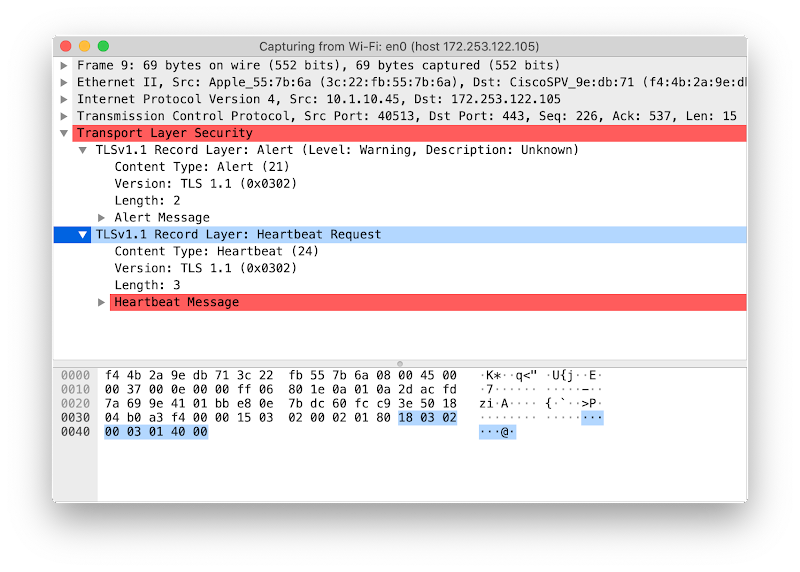 Capturing from Wi-Fi: en0 (host 172.253.122.105)
Frame 9: 69 bytes on wire (552 bits), 69 bytes captured (552 bits)
Ethernet II, Src: Apple_55:7b:6a (3c:22:fb:55:7b:6a), Dst: CiscoSPV_9e:db:71 (f4:4b:2a:9e:db
Internet Protocol Version 4, Src: 10.1.10.45, Dst: 172.253.122.105
Transmission Control Protocol, Src Port: 40513, Dst Port: 443, Seq: 226, Ack: 537, Len: 15
Transport Layer Security
TLSv1.1 Record Layer: Alert (Level: Warning, Description: Unknown)
Content Type: Alert (21)
Version: TLS 1.1 (0x0302)
Length: 2
Alert Message
TLSv1.1 Record Layer: Heartbeat Request
Content Type: Heartbeat (24)
Version: TLS 1.1 (0x0302)
Length: 3
Heartbeat Message
0000 f4 4b 2a 9e db 71 3c 22 fb 55 7b 6a 08 00 45 00 ·K*··q<" ·U{j··E·
0010 00 37 00 0e 00 00 ff 06 80 1e 0a 01 0a 2d ac fd ·7······ ·····-··
0020 7a 69 9e 41 01 bb e8 0e 7b dc 60 fc c9 3e 50 18 zi·A···· {·`··>P·
0030 04 b0 a3 f4 00 00 15 03 02 00 02 01 80 18 03 02 ········ ········
0040 00 03 01 40 00 ···@·